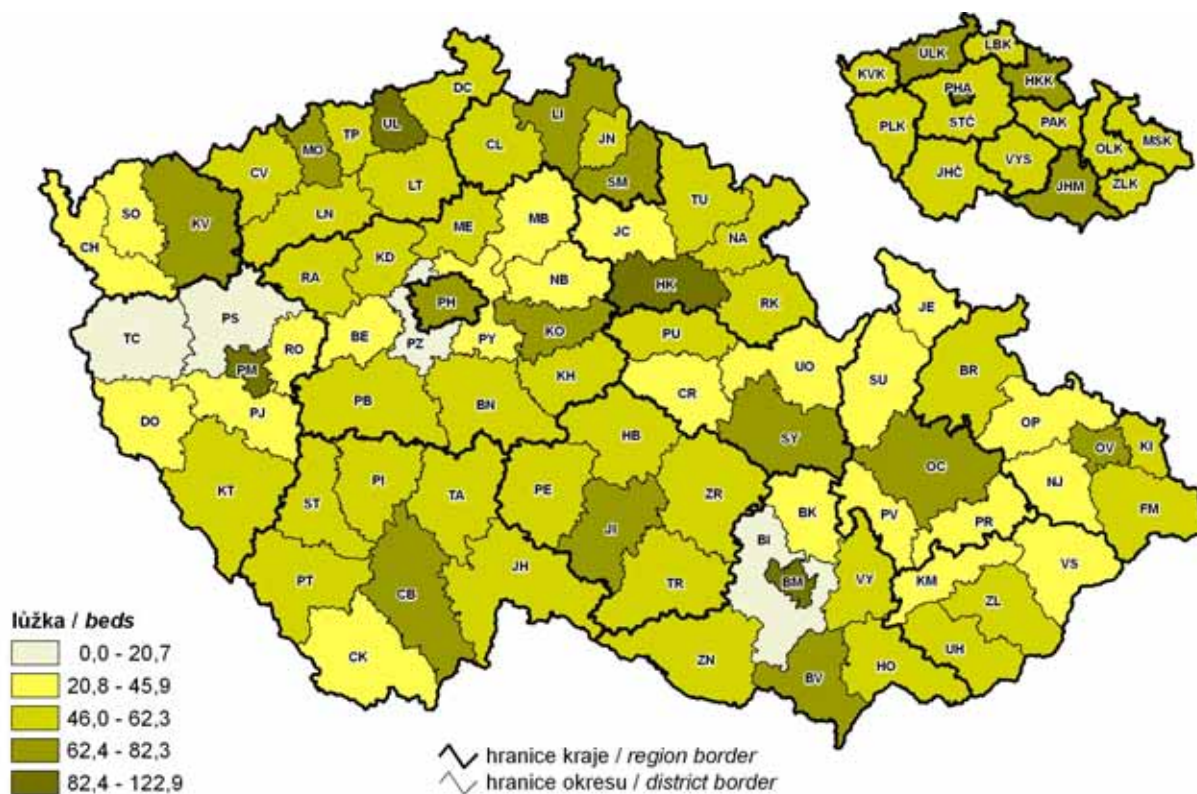 DC
UL
LI
TP
MO
JN
CL
CV
SM
LT
SO
KV
TU
LN
MB
ME
JC
NA
CH
KD
RA
NB
HK
PH
RK
PS
TC
KO
PU
JE
RO
BE
PZ
PY
PM
UO
KH
SU
BR
CR
PB
BN
PJ
DO
OP
SY
HB
OV
KI
OC
PI
NJ
KT
ST
TA
PE
ZR
FM
BK
PV
PR
JI
BI
VS
JH
PT
TR
BM
VY
KM
CB
ZL
CK
ZN
HO
UH
BV
ULK
LBK
KVK
HKK
PHA
STČ
PAK
PLK
MSK
OLK
VYS
JHČ
ZLK
JHM
lůžka / beds
0,0 - 20,7
20,8 - 45,9
46,0 - 62,3
62,4 - 82,3
82,4 - 122,9
hranice kraje / region border
hranice okresu / district border